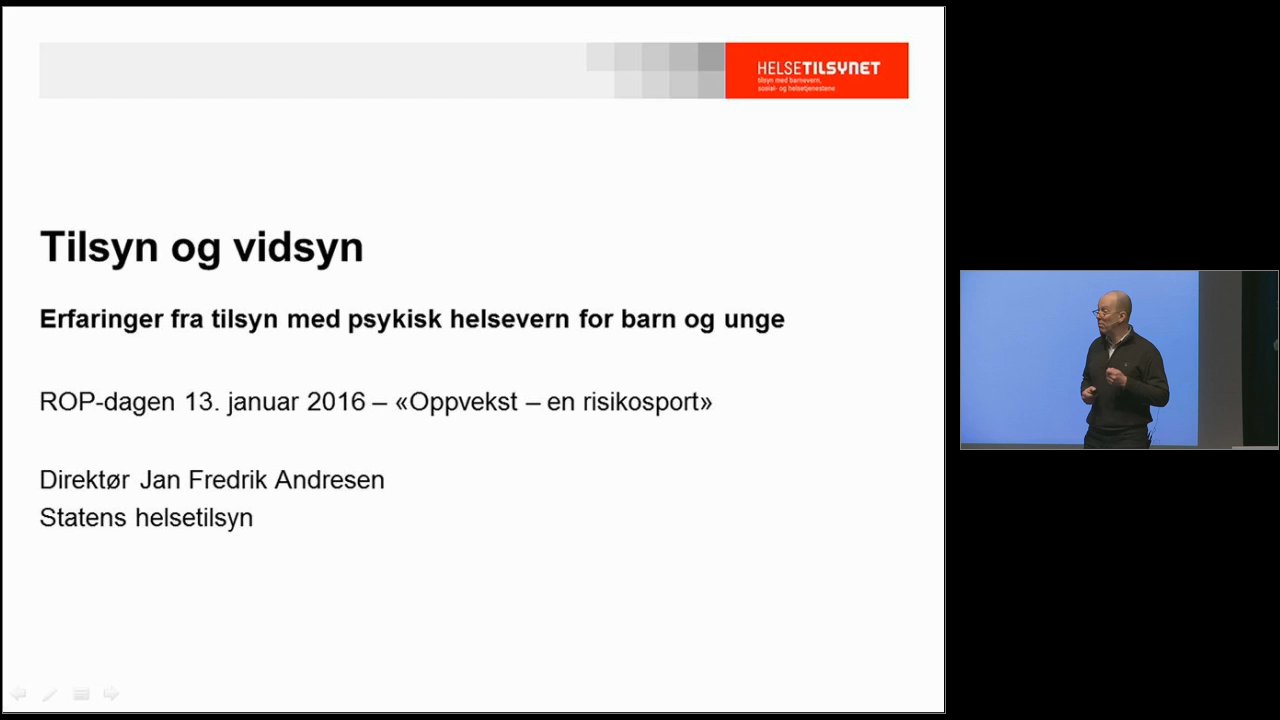 HELSETILSYNET
tilsyn med barnevern,
sosial- og helsetjenestene
Tilsyn og vidsyn
Erfaringer fra tilsyn med psykisk helsevern for barn og unge
ROP-dagen 13. januar 2016 – «Oppvekst – en risikosport»
Direktør Jan Fredrik Andresen
Statens helsetilsyn